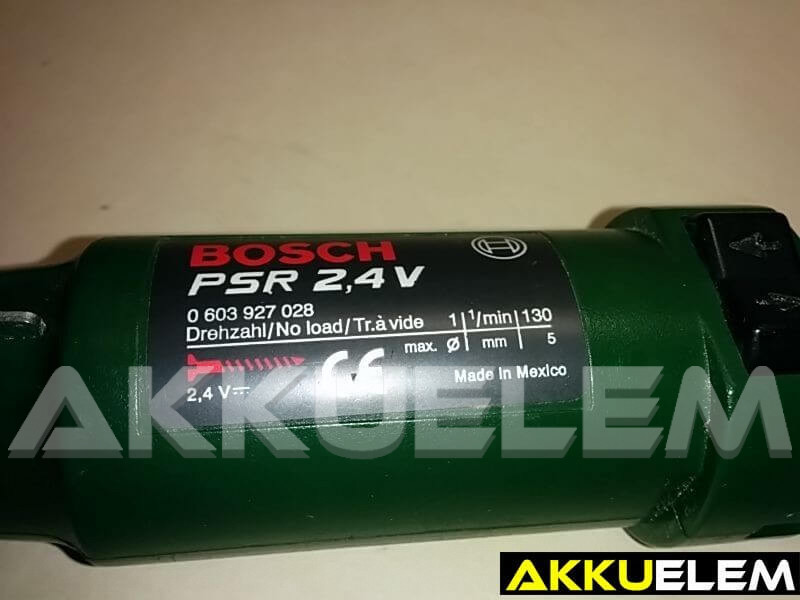 BOSCH
PSR 2,4 V
0 603 927 028
Drehzahl/No load/Tr.à vide 1 1/min 130
max. Ø mm 5
CE
2,4 V⎓
Made in Mexico
AKKUELEM
AKKUELEM